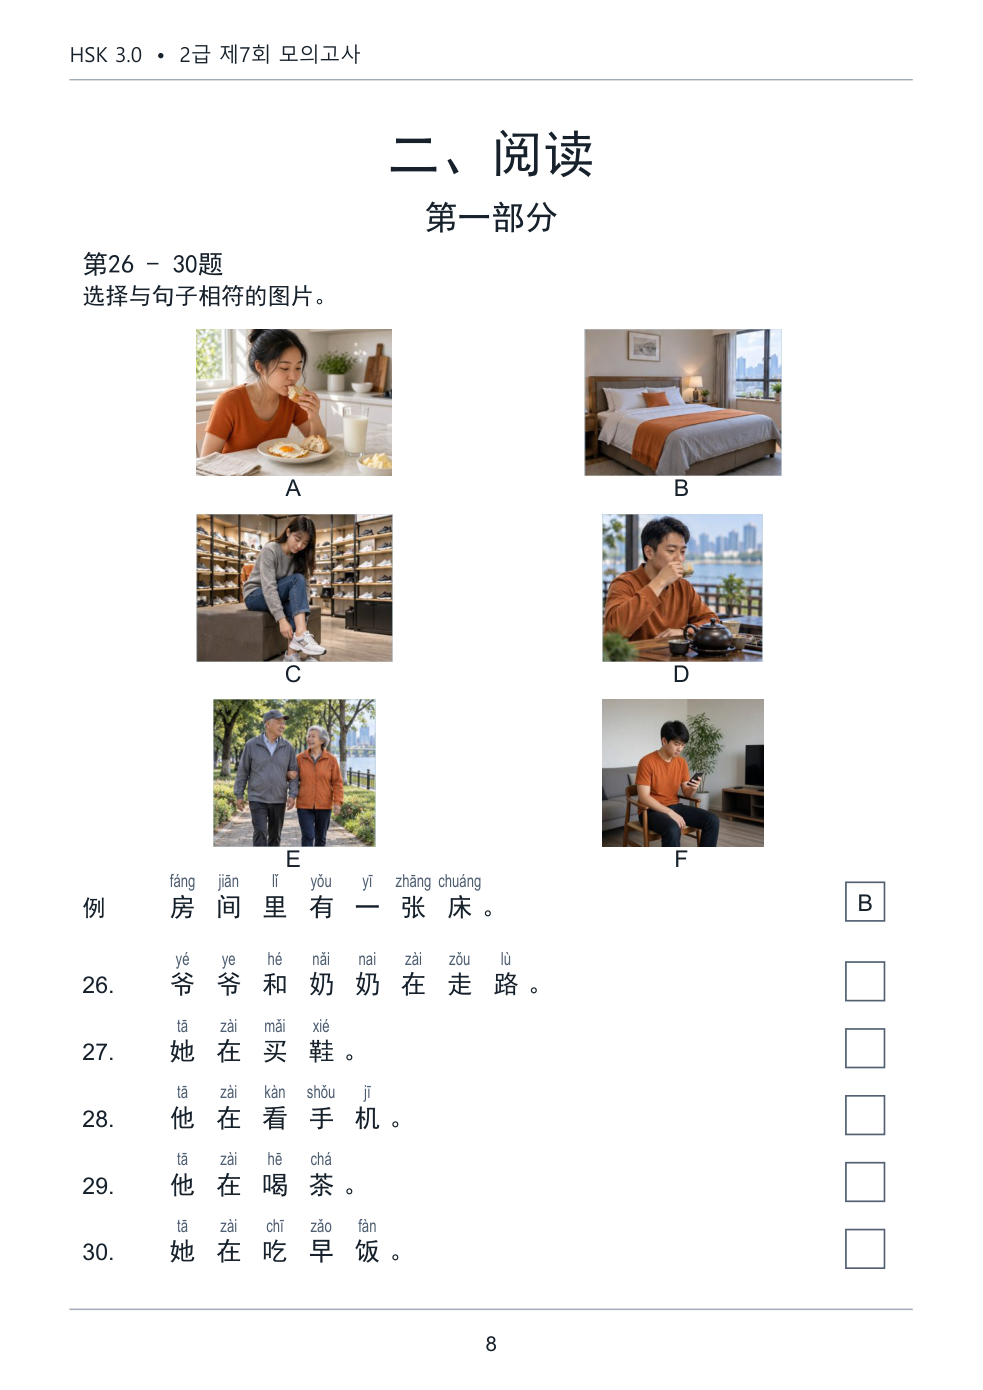 HSK 3.0 • 2급 제7회 모의고사
二、阅读
第一部分
第26 – 30题
选择与句子相符的图片。
A
B
C
D
E
F
fáng jiān lǐ yǒu yī zhāng chuáng
例 房间里有一张床。 B
yé ye hé nǎi nai zài zǒu lù
26. 爷爷和奶奶在走路。
tā zài mǎi xié
27. 她在买鞋。
tā zài kàn shǒu jī
28. 他在看手机。
tā zài hē chá
29. 他在喝茶。
tā zài chī zǎo fàn
30. 她在吃早饭。
8